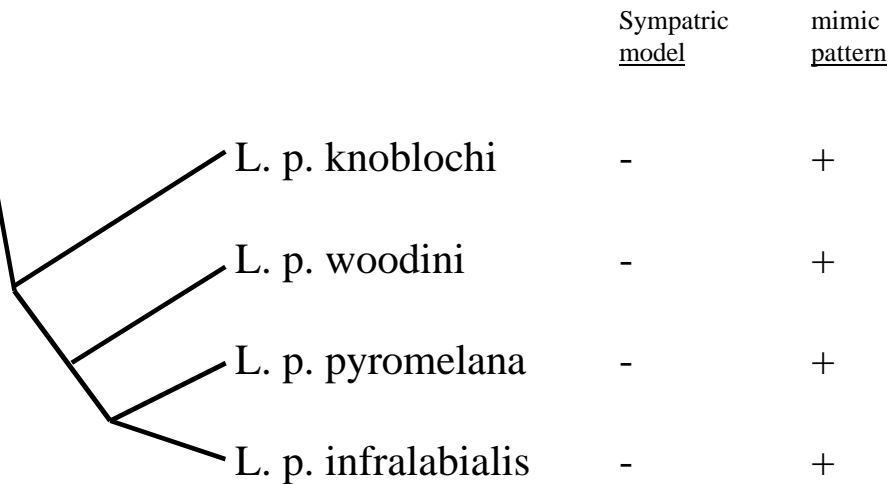 Sympatric mimic
model pattern
L. p. knoblochi - +
L. p. woodini - +
L. p. pyromelana - +
L. p. infralabialis - +